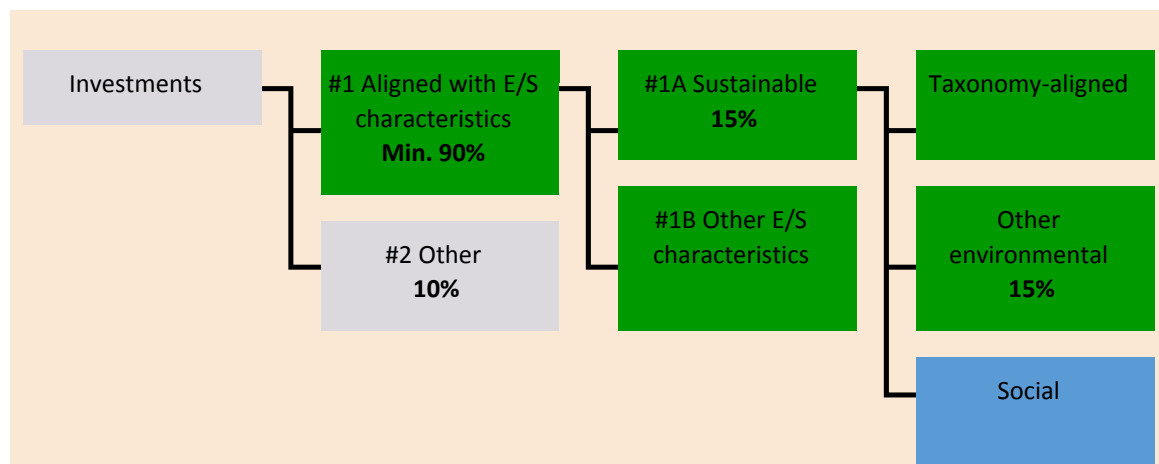 Investments
#1 Aligned with E/S
characteristics
Min. 90%
#2 Other
10%
#1A Sustainable
15%
#1B Other E/S
characteristics
Taxonomy-aligned
Other
environmental
15%
Social